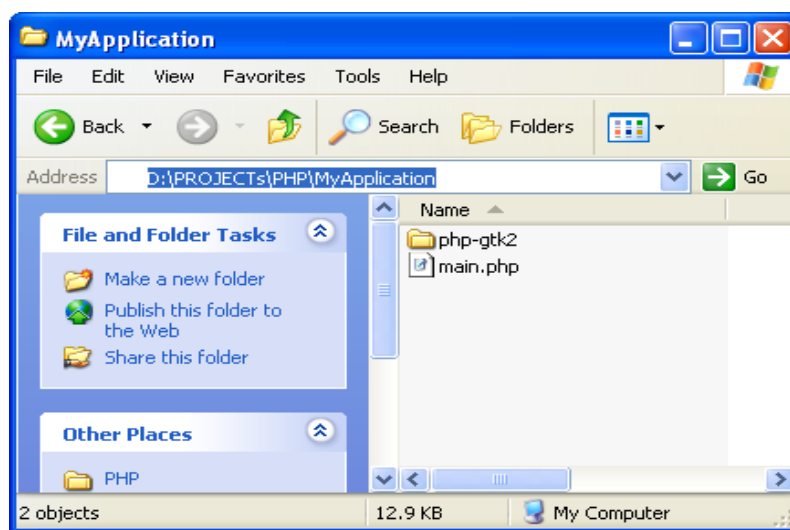 MyApplication
File Edit View Favorites Tools Help
Back Search Folders
Address D:\PROJECTs\PHP\MyApplication Go
File and Folder Tasks
Make a new folder
Publish this folder to
the Web
Share this folder
Other Places
PHP
Name
php-gtk2
main.php
2 objects 12.9 KB My Computer